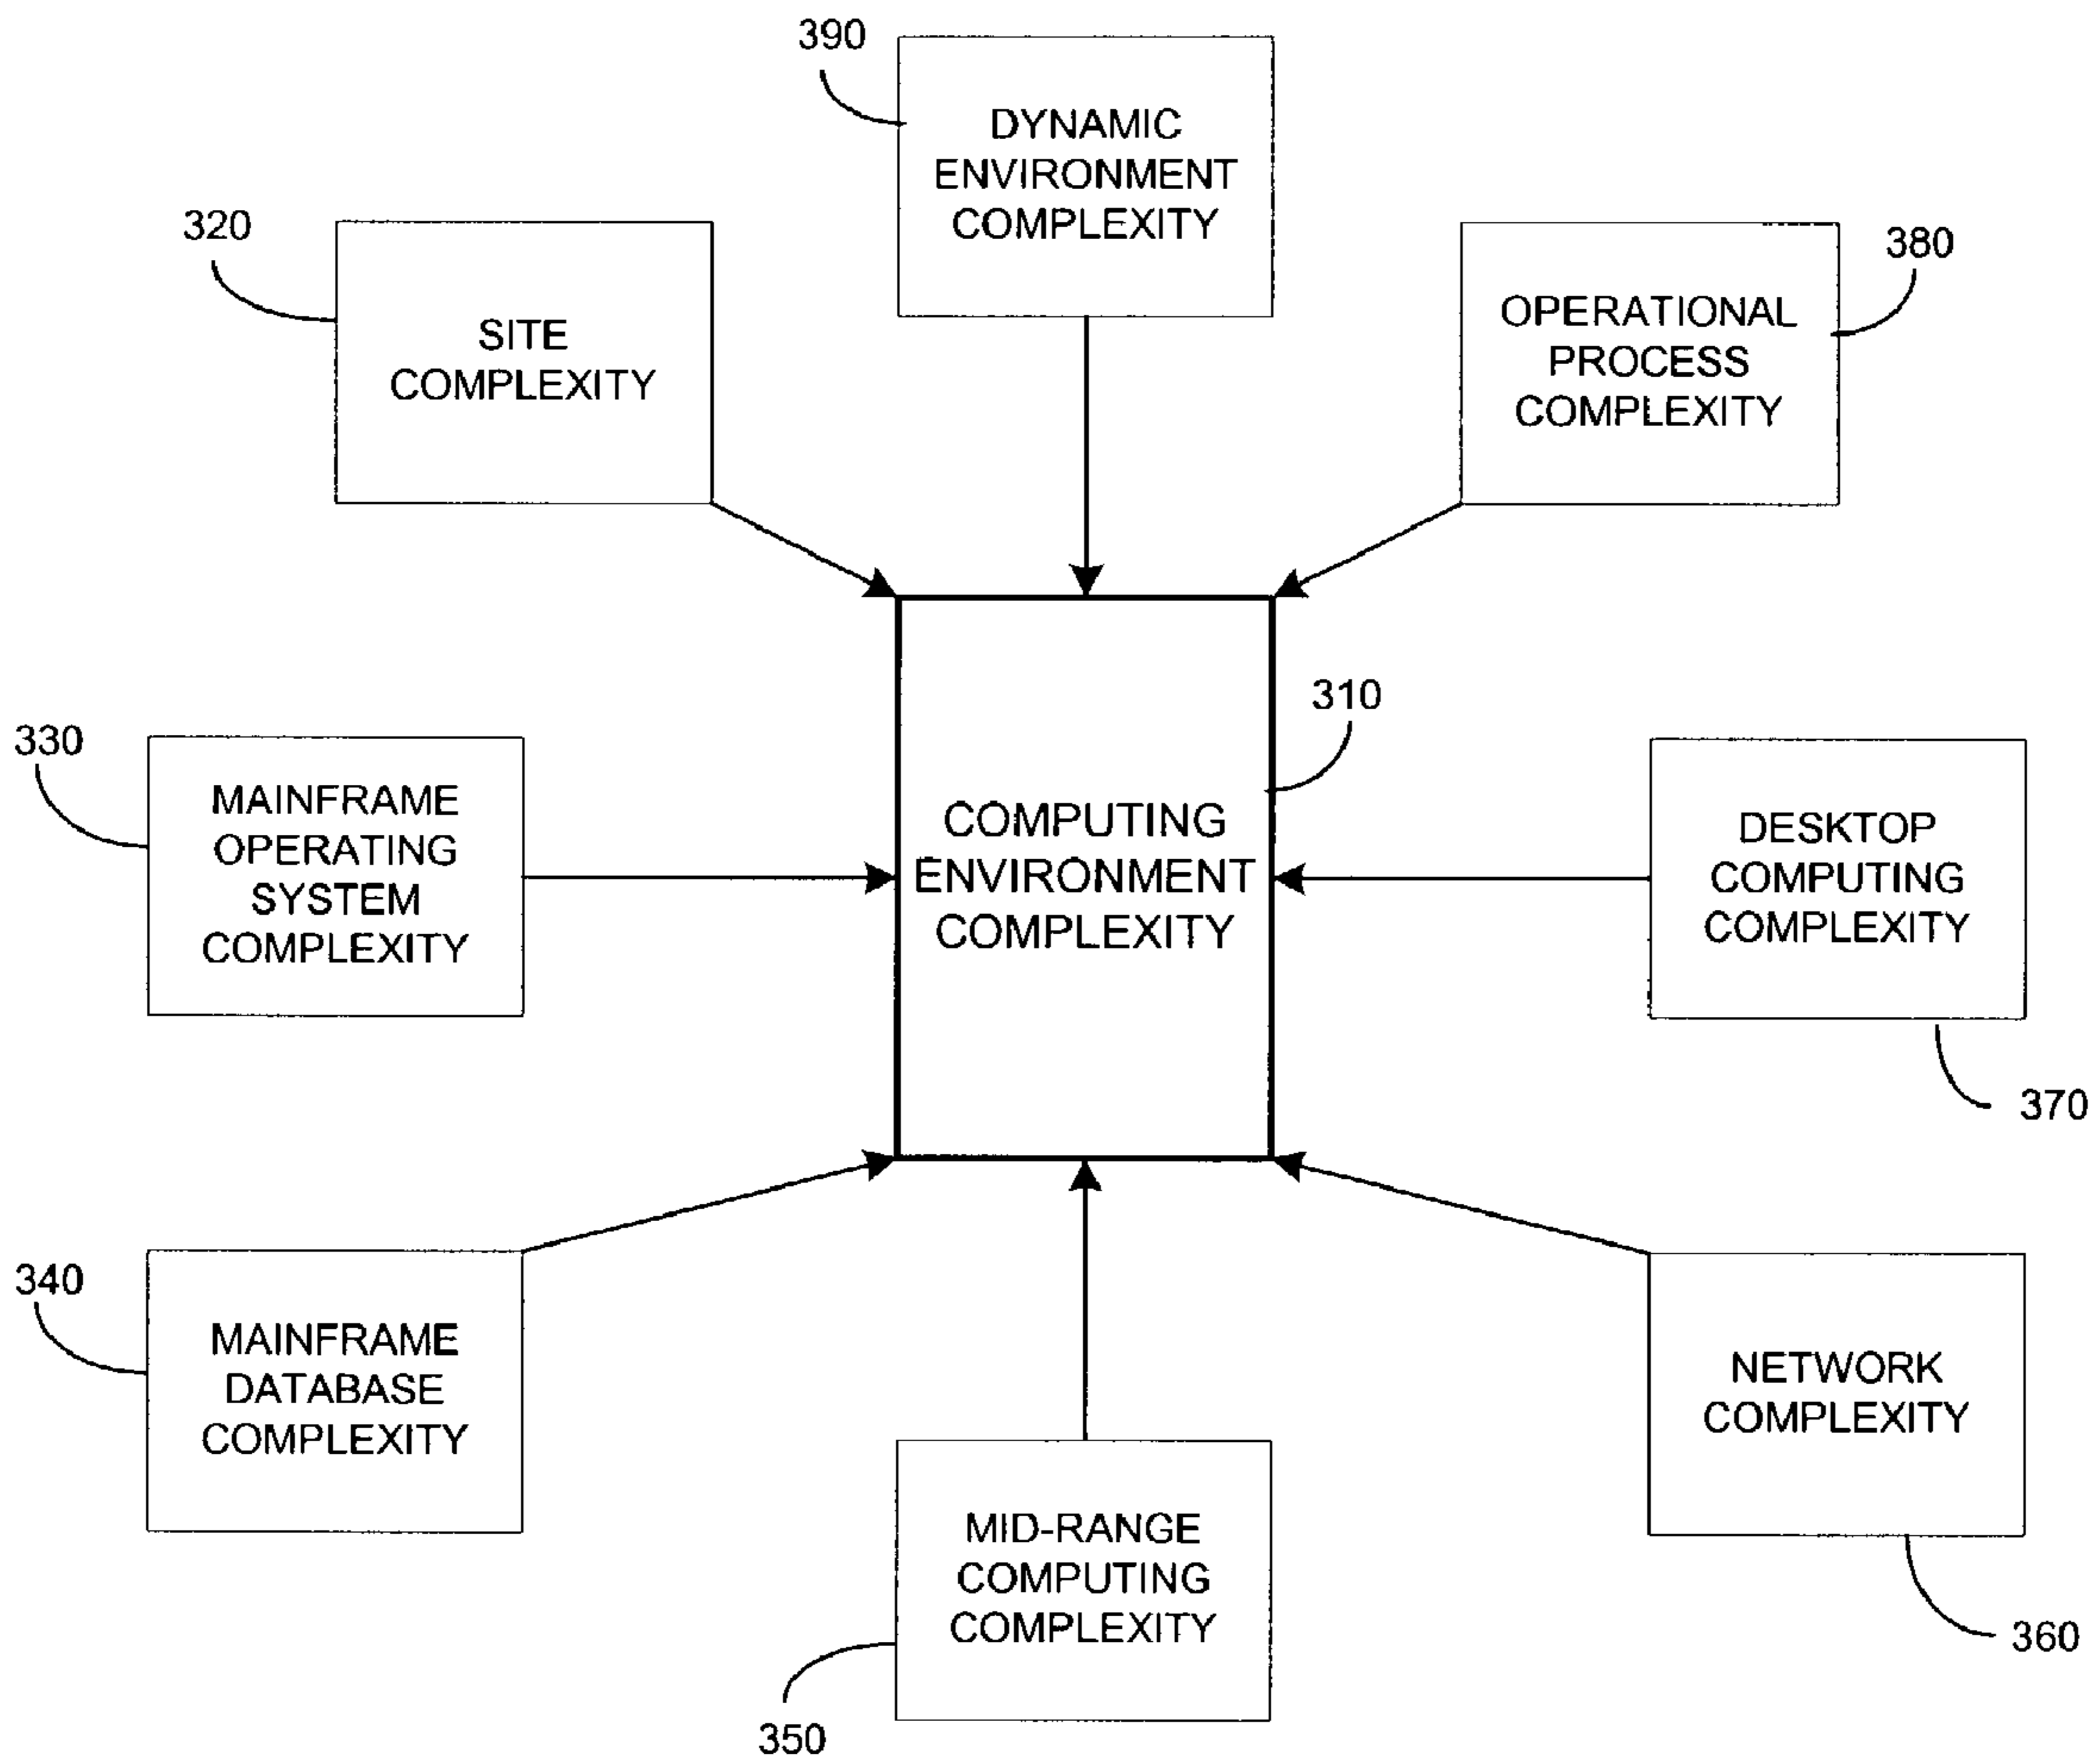 390
DYNAMIC
ENVIRONMENT
COMPLEXITY
320
SITE
COMPLEXITY
380
OPERATIONAL
PROCESS
COMPLEXITY
310
330
MAINFRAME
OPERATING
SYSTEM
COMPLEXITY
COMPUTING
ENVIRONMENT
COMPLEXITY
DESKTOP
COMPUTING
COMPLEXITY
370
340
MAINFRAME
DATABASE
COMPLEXITY
MID-RANGE
COMPUTING
COMPLEXITY
350
NETWORK
COMPLEXITY
360